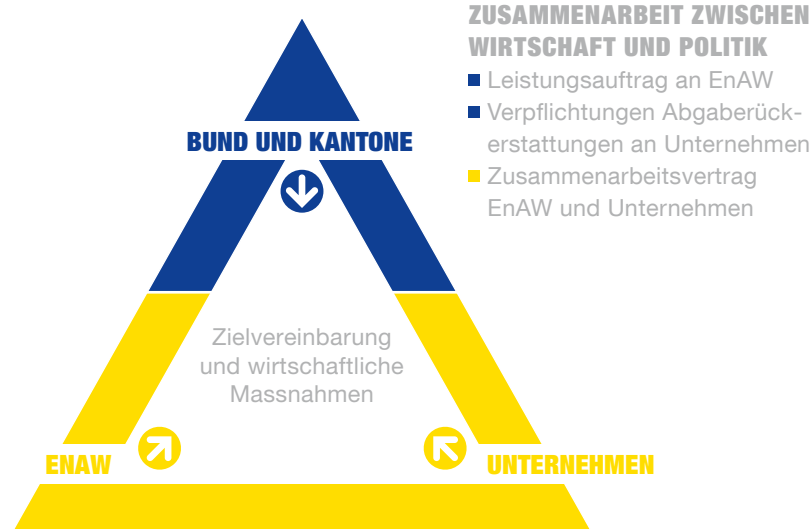 ZUSAMMENARBEIT ZWISCHEN
WIRTSCHAFT UND POLITIK
Leistungsauftrag an EnAW
Verpflichtungen Abgaberück-
erstattungen an Unternehmen
Zusammenarbeitsvertrag
EnAW und Unternehmen
BUND UND KANTONE
Zielvereinbarung
und wirtschaftliche
Massnahmen
ENAW
UNTERNEHMEN